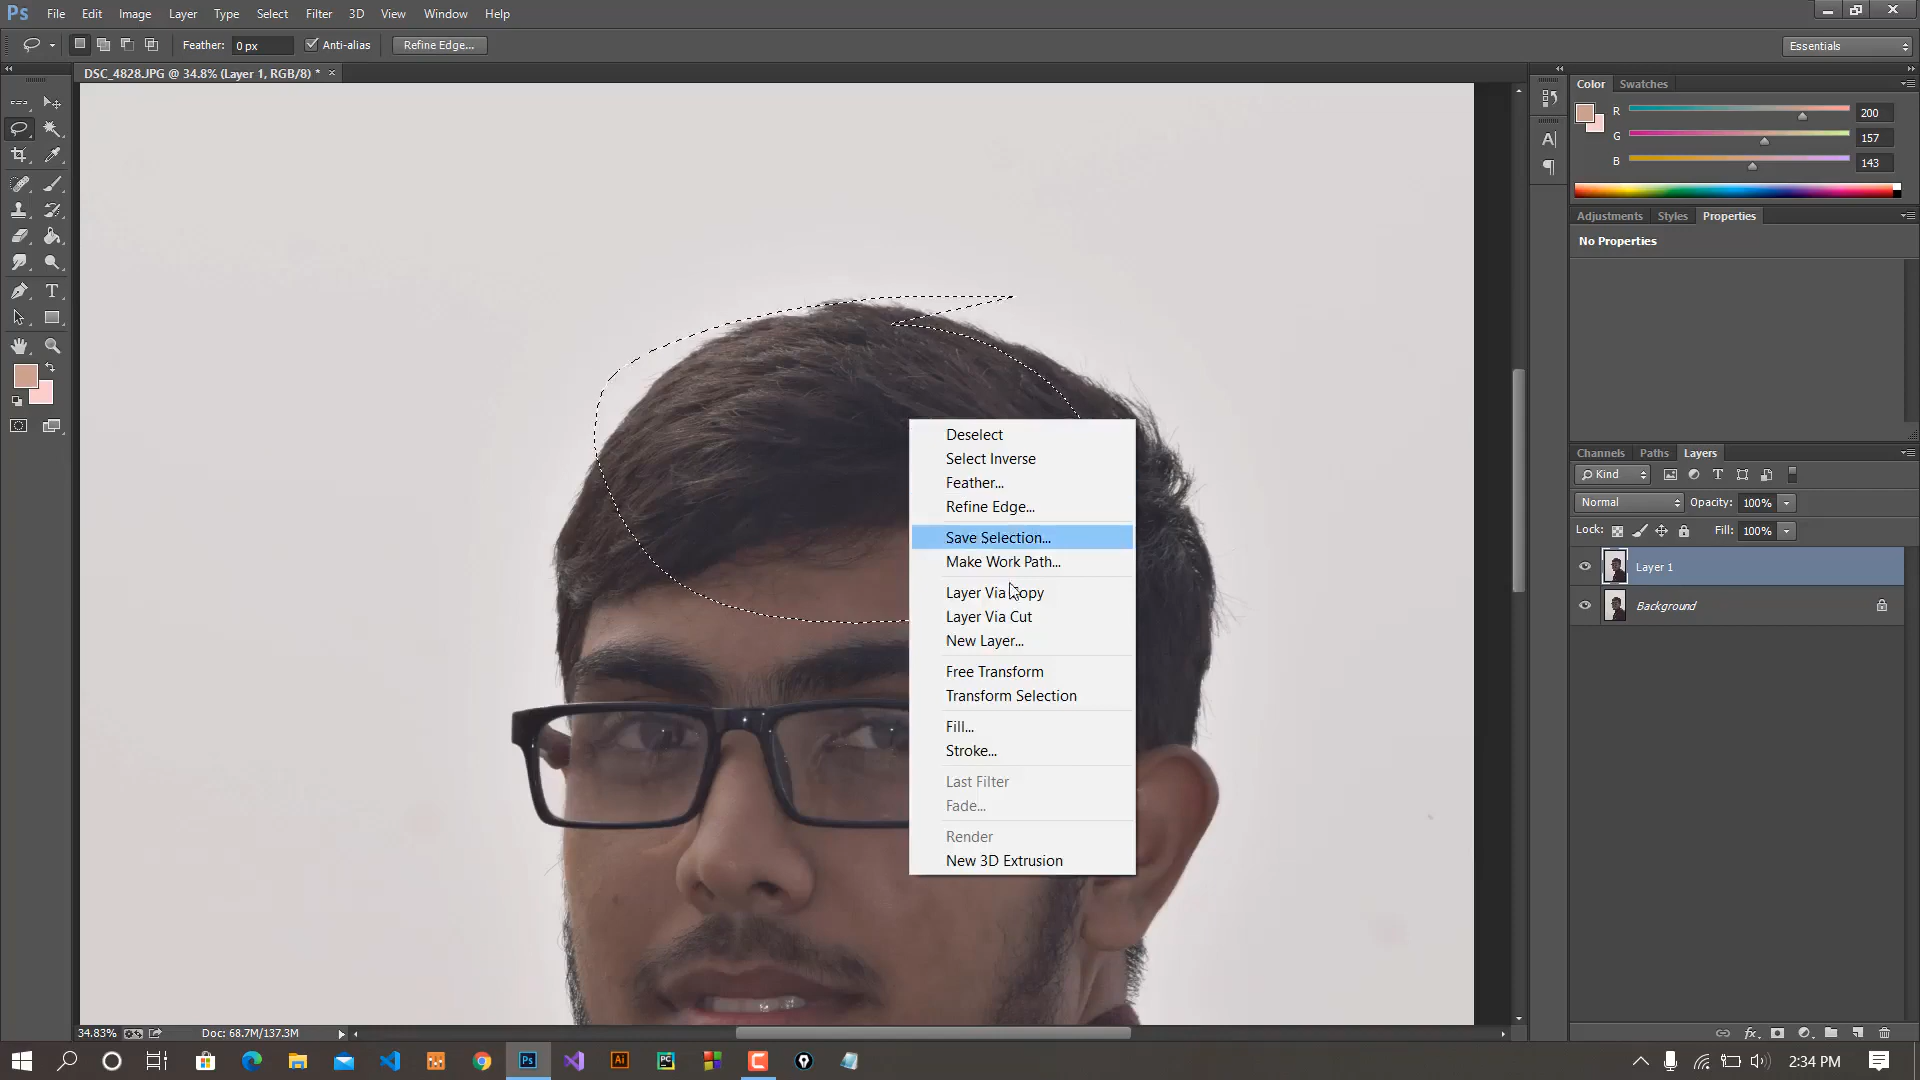 Ps File Edit Image Layer Type Select Filter 3D View Window Help
Feather: 0 px Anti-alias Refine Edge... Essentials
DSC_4828.JPG @ 34.8% (Layer 1, RGB/8) * ×
Color Swatches
R 200
G 157
B 143
Adjustments Styles Properties
No Properties
Deselect
Select Inverse
Feather...
Refine Edge...
Save Selection...
Make Work Path...
Layer Via Copy
Layer Via Cut
New Layer...
Free Transform
Transform Selection
Fill...
Stroke...
Last Filter
Fade...
Render
New 3D Extrusion
Channels Paths Layers
Kind
Normal Opacity: 100%
Lock: Fill: 100%
Layer 1
Background
34.83% Doc: 68.7M/137.3M
2:34 PM